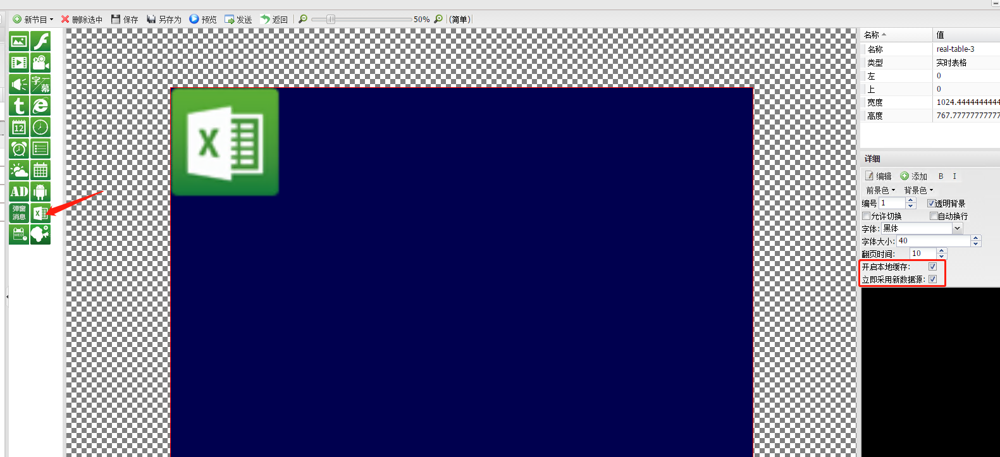 新节目 删除选中 保存 另存为 预览 发送 返回 50% (简单)
字幕
t
12
AD
弹窗
消息
X
WED
X
名称 值
名称 real-table-3
类型 实时表格
左 0
上 0
宽度 1024.4444444444
高度 767.77777777777
详细
编辑 添加 B I
前景色 背景色
编号 1 透明背景
允许切换 自动换行
字体: 黑体
字体大小: 40
翻页时间: 10
开启本地缓存:
立即采用新数据源: